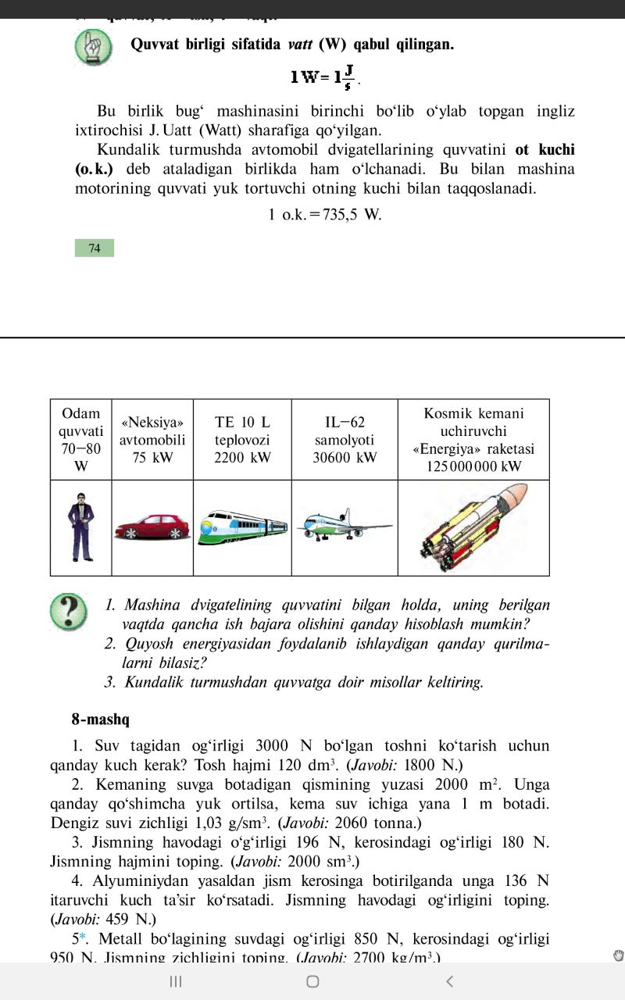 Quvvat birligi sifatida vatt (W) qabul qilingan.
1W= 1 J/s .
Bu birlik bug‘ mashinasini birinchi bo‘lib o‘ylab topgan ingliz
ixtirochisi J. Uatt (Watt) sharafiga qo‘yilgan.
Kundalik turmushda avtomobil dvigatellarining quvvatini ot kuchi
(o.k.) deb ataladigan birlikda ham o‘lchanadi. Bu bilan mashina
motorining quvvati yuk tortuvchi otning kuchi bilan taqqoslanadi.
1 o.k.=735,5 W.
74
Odam
quvvati
70—80
W
«Neksiya»
avtomobili
75 kW
TE 10 L
teplovozi
2200 kW
IL—62
samolyoti
30600 kW
Kosmik kemani
uchiruvchi
«Energiya» raketasi
125 000 000 kW
?
1. Mashina dvigatelining quvvatini bilgan holda, uning berilgan
vaqtda qancha ish bajara olishini qanday hisoblash mumkin?
2. Quyosh energiyasidan foydalanib ishlaydigan qanday qurilma-
larni bilasiz?
3. Kundalik turmushdan quvvatga doir misollar keltiring.
8-mashq
1. Suv tagidan og‘irligi 3000 N bo‘lgan toshni ko‘tarish uchun
qanday kuch kerak? Tosh hajmi 120 dm³. (Javobi: 1800 N.)
2. Kemaning suvga botadigan qismining yuzasi 2000 m². Unga
qanday qo‘shimcha yuk ortilsa, kema suv ichiga yana 1 m botadi.
Dengiz suvi zichligi 1,03 g/sm³. (Javobi: 2060 tonna.)
3. Jismning havodagi o‘g‘irligi 196 N, kerosindagi og‘irligi 180 N.
Jismning hajmini toping. (Javobi: 2000 sm³.)
4. Alyuminiydan yasaldan jism kerosinga botirilganda unga 136 N
itaruvchi kuch ta’sir ko‘rsatadi. Jismning havodagi og‘irligini toping.
(Javobi: 459 N.)
5*. Metall bo‘lagining suvdagi og‘irligi 850 N, kerosindagi og‘irligi
950 N. Jismning zichligini toping. (Javobi: 2700 kg/m³.)